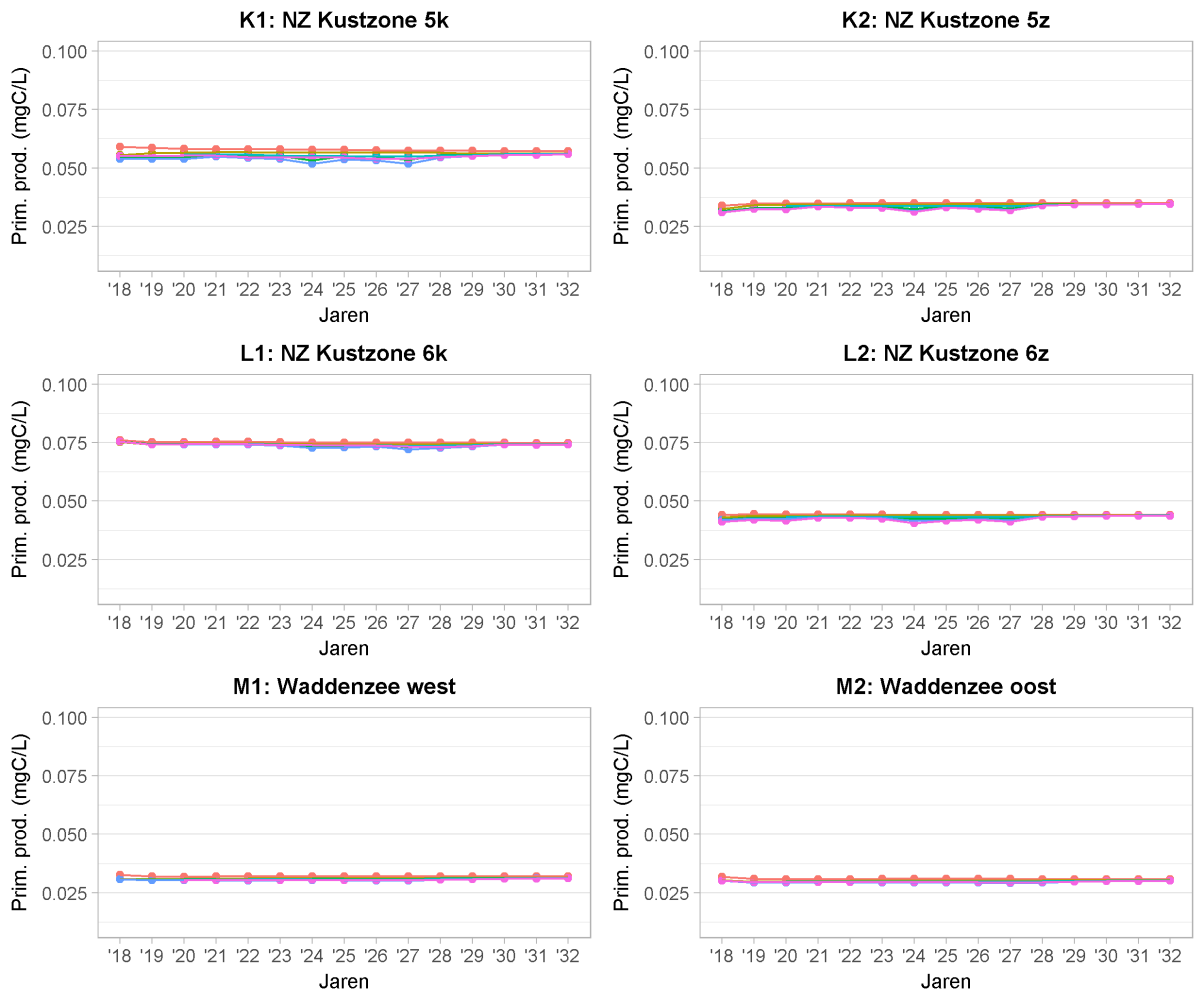 K1: NZ Kustzone 5k
Prim. prod. (mgC/L)
0.100
0.075
0.050
0.025
'18 '19 '20 '21 '22 '23 '24 '25 '26 '27 '28 '29 '30 '31 '32
Jaren
K2: NZ Kustzone 5z
Prim. prod. (mgC/L)
0.100
0.075
0.050
0.025
'18 '19 '20 '21 '22 '23 '24 '25 '26 '27 '28 '29 '30 '31 '32
Jaren
L1: NZ Kustzone 6k
Prim. prod. (mgC/L)
0.100
0.075
0.050
0.025
'18 '19 '20 '21 '22 '23 '24 '25 '26 '27 '28 '29 '30 '31 '32
Jaren
L2: NZ Kustzone 6z
Prim. prod. (mgC/L)
0.100
0.075
0.050
0.025
'18 '19 '20 '21 '22 '23 '24 '25 '26 '27 '28 '29 '30 '31 '32
Jaren
M1: Waddenzee west
Prim. prod. (mgC/L)
0.100
0.075
0.050
0.025
'18 '19 '20 '21 '22 '23 '24 '25 '26 '27 '28 '29 '30 '31 '32
Jaren
M2: Waddenzee oost
Prim. prod. (mgC/L)
0.100
0.075
0.050
0.025
'18 '19 '20 '21 '22 '23 '24 '25 '26 '27 '28 '29 '30 '31 '32
Jaren